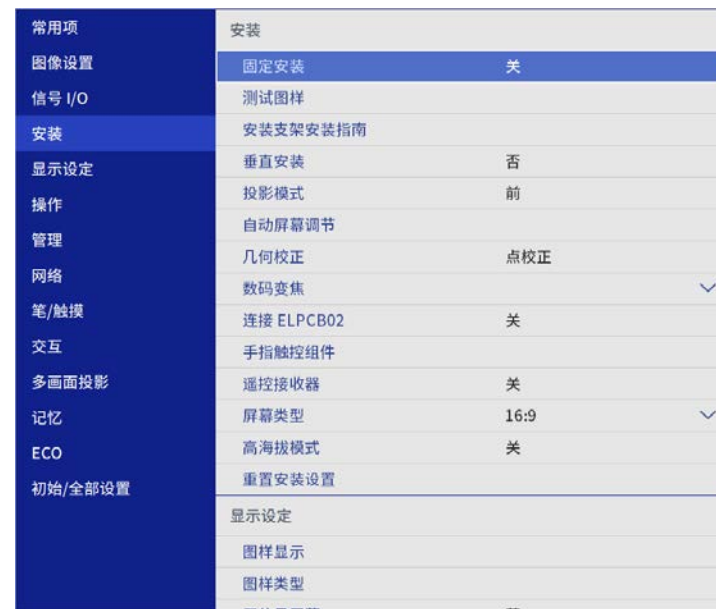 常用项
图像设置
信号 I/O
安装
显示设定
操作
管理
网络
笔/触摸
交互
多画面投影
记忆
ECO
初始/全部设置
安装
固定安装 关
测试图样
安装支架安装指南
垂直安装 否
投影模式 前
自动屏幕调节
几何校正 点校正
数码变焦
连接 ELPCB02 关
手指触控组件
遥控接收器 关
屏幕类型 16:9
高海拔模式 关
重置安装设置
显示设定
图样显示
图样类型